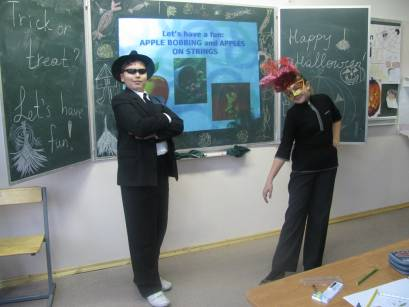 Trick or
treat?
Let's have
fun!
Let's have a fun:
APPLE BOBBING and APPLES
ON STRINGS
Happy
Halloween!